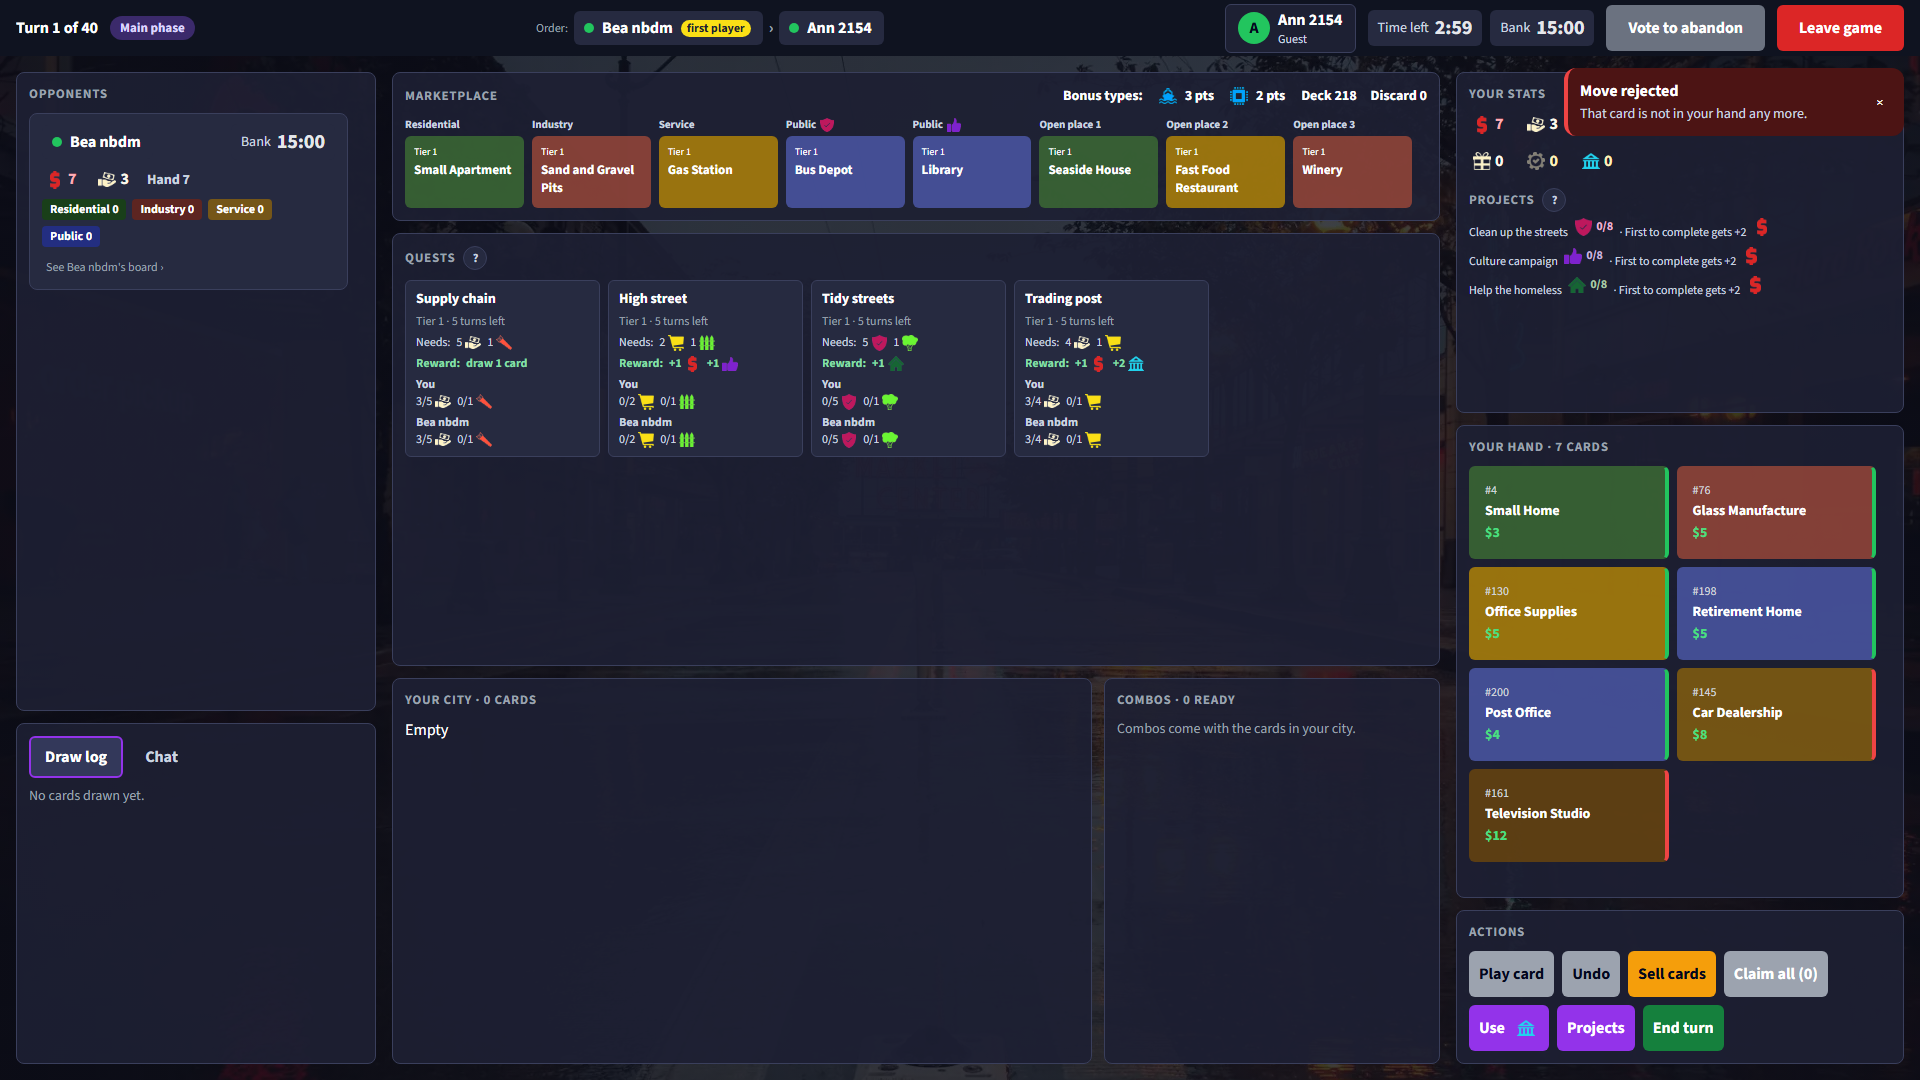 Turn 1 of 40 Main phase
Order: Bea nbdm first player › Ann 2154
A Ann 2154
Guest
Time left 2:59
Bank 15:00
Vote to abandon
Leave game
OPPONENTS
Bea nbdm Bank 15:00
7 3 Hand 7
Residential 0 Industry 0 Service 0
Public 0
See Bea nbdm's board ›
Draw log Chat
No cards drawn yet.
MARKETPLACE Bonus types: 3 pts 2 pts Deck 218 Discard 0
Residential Industry Service Public Public Open place 1 Open place 2 Open place 3
Tier 1
Small Apartment
Tier 1
Sand and Gravel
Pits
Tier 1
Gas Station
Tier 1
Bus Depot
Tier 1
Library
Tier 1
Seaside House
Tier 1
Fast Food
Restaurant
Tier 1
Winery
QUESTS ?
Supply chain
Tier 1 · 5 turns left
Needs: 5 1
Reward: draw 1 card
You
3/5 0/1
Bea nbdm
3/5 0/1
High street
Tier 1 · 5 turns left
Needs: 2 1
Reward: +1 +1
You
0/2 0/1
Bea nbdm
0/2 0/1
Tidy streets
Tier 1 · 5 turns left
Needs: 5 1
Reward: +1
You
0/5 0/1
Bea nbdm
0/5 0/1
Trading post
Tier 1 · 5 turns left
Needs: 4 1
Reward: +1 +2
You
3/4 0/1
Bea nbdm
3/4 0/1
YOUR CITY · 0 CARDS
Empty
COMBOS · 0 READY
Combos come with the cards in your city.
YOUR STATS
Move rejected
That card is not in your hand any more.
×
7 3
0 0 0
PROJECTS ?
Clean up the streets 0/8 · First to complete gets +2
Culture campaign 0/8 · First to complete gets +2
Help the homeless 0/8 · First to complete gets +2
YOUR HAND · 7 CARDS
#4
Small Home
$3
#76
Glass Manufacture
$5
#130
Office Supplies
$5
#198
Retirement Home
$5
#200
Post Office
$4
#145
Car Dealership
$8
#161
Television Studio
$12
ACTIONS
Play card Undo Sell cards Claim all (0)
Use Projects End turn